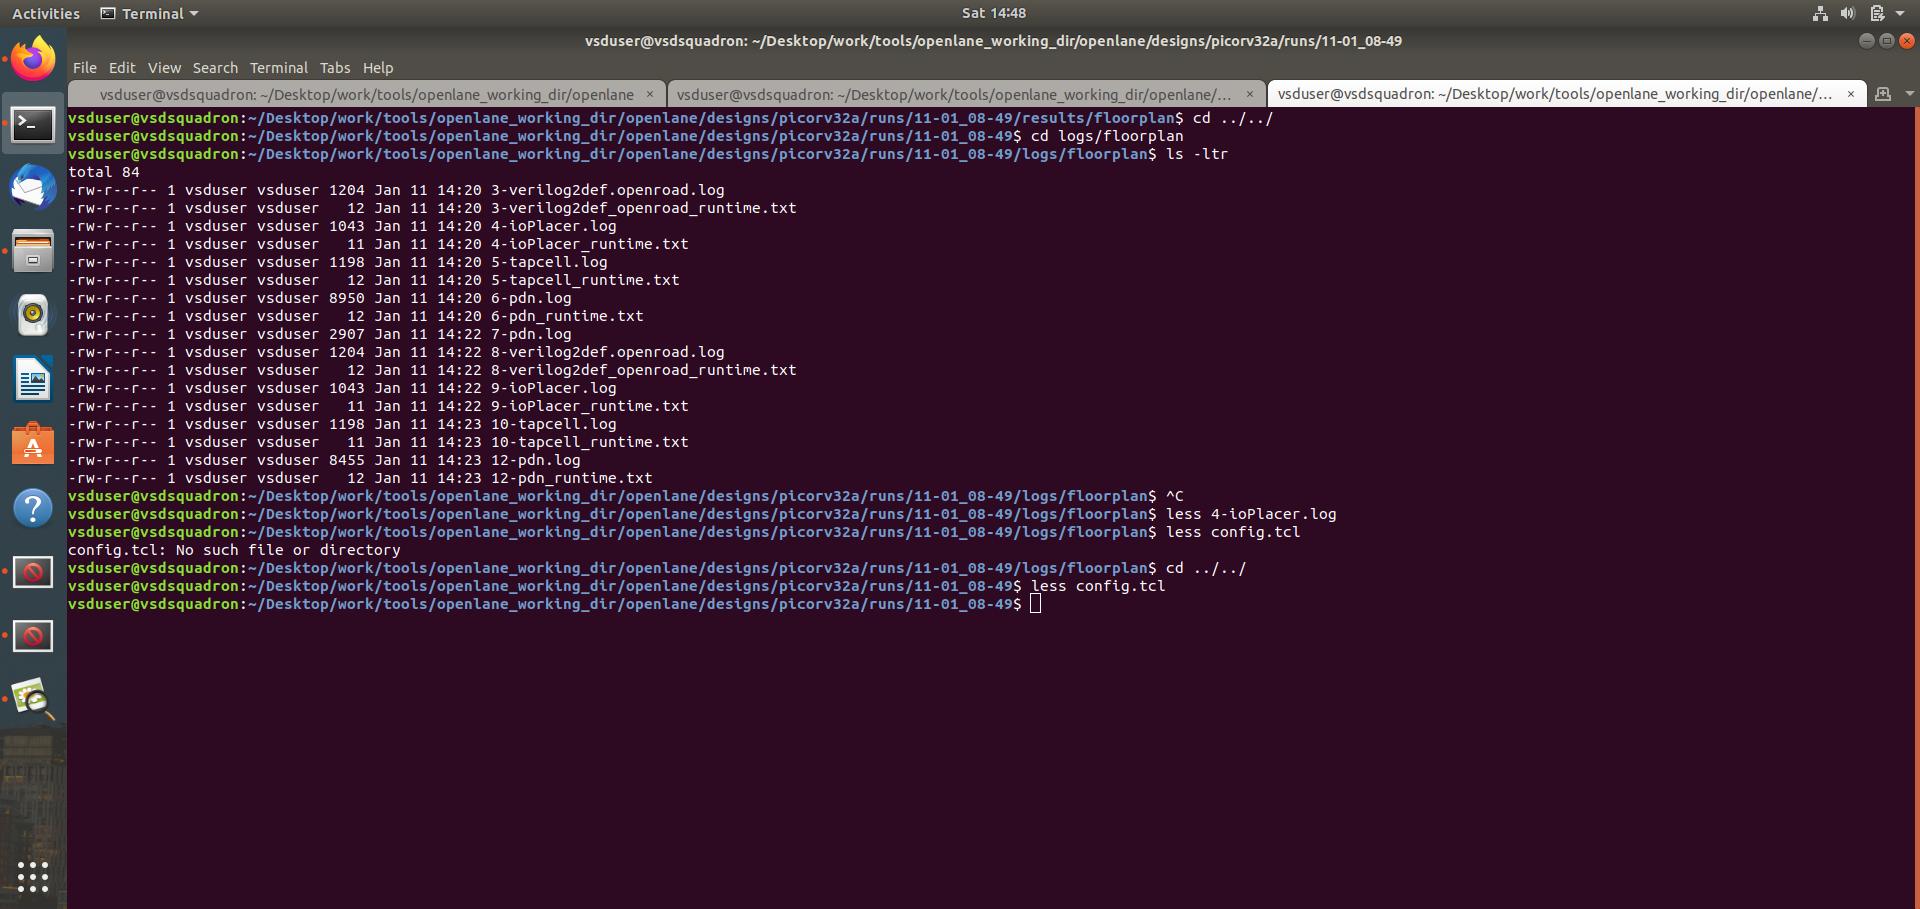 Activities Terminal Sat 14:48
vsduser@vsdsquadron: ~/Desktop/work/tools/openlane_working_dir/openlane/designs/picorv32a/runs/11-01_08-49
File Edit View Search Terminal Tabs Help
vsduser@vsdsquadron: ~/Desktop/work/tools/openlane_working_dir/openlane × vsduser@vsdsquadron: ~/Desktop/work/tools/openlane_working_dir/openlane/... × vsduser@vsdsquadron: ~/Desktop/work/tools/openlane_working_dir/openlane/... ×
vsduser@vsdsquadron:~/Desktop/work/tools/openlane_working_dir/openlane/designs/picorv32a/runs/11-01_08-49/results/floorplan$ cd ../../
vsduser@vsdsquadron:~/Desktop/work/tools/openlane_working_dir/openlane/designs/picorv32a/runs/11-01_08-49$ cd logs/floorplan
vsduser@vsdsquadron:~/Desktop/work/tools/openlane_working_dir/openlane/designs/picorv32a/runs/11-01_08-49/logs/floorplan$ ls -ltr
total 84
-rw-r--r-- 1 vsduser vsduser 1204 Jan 11 14:20 3-verilog2def.openroad.log
-rw-r--r-- 1 vsduser vsduser   12 Jan 11 14:20 3-verilog2def_openroad_runtime.txt
-rw-r--r-- 1 vsduser vsduser 1043 Jan 11 14:20 4-ioPlacer.log
-rw-r--r-- 1 vsduser vsduser   11 Jan 11 14:20 4-ioPlacer_runtime.txt
-rw-r--r-- 1 vsduser vsduser 1198 Jan 11 14:20 5-tapcell.log
-rw-r--r-- 1 vsduser vsduser   12 Jan 11 14:20 5-tapcell_runtime.txt
-rw-r--r-- 1 vsduser vsduser 8950 Jan 11 14:20 6-pdn.log
-rw-r--r-- 1 vsduser vsduser   12 Jan 11 14:20 6-pdn_runtime.txt
-rw-r--r-- 1 vsduser vsduser 2907 Jan 11 14:22 7-pdn.log
-rw-r--r-- 1 vsduser vsduser 1204 Jan 11 14:22 8-verilog2def.openroad.log
-rw-r--r-- 1 vsduser vsduser   12 Jan 11 14:22 8-verilog2def_openroad_runtime.txt
-rw-r--r-- 1 vsduser vsduser 1043 Jan 11 14:22 9-ioPlacer.log
-rw-r--r-- 1 vsduser vsduser   11 Jan 11 14:22 9-ioPlacer_runtime.txt
-rw-r--r-- 1 vsduser vsduser 1198 Jan 11 14:23 10-tapcell.log
-rw-r--r-- 1 vsduser vsduser   11 Jan 11 14:23 10-tapcell_runtime.txt
-rw-r--r-- 1 vsduser vsduser 8455 Jan 11 14:23 12-pdn.log
-rw-r--r-- 1 vsduser vsduser   12 Jan 11 14:23 12-pdn_runtime.txt
vsduser@vsdsquadron:~/Desktop/work/tools/openlane_working_dir/openlane/designs/picorv32a/runs/11-01_08-49/logs/floorplan$ ^C
vsduser@vsdsquadron:~/Desktop/work/tools/openlane_working_dir/openlane/designs/picorv32a/runs/11-01_08-49/logs/floorplan$ less 4-ioPlacer.log
vsduser@vsdsquadron:~/Desktop/work/tools/openlane_working_dir/openlane/designs/picorv32a/runs/11-01_08-49/logs/floorplan$ less config.tcl
config.tcl: No such file or directory
vsduser@vsdsquadron:~/Desktop/work/tools/openlane_working_dir/openlane/designs/picorv32a/runs/11-01_08-49/logs/floorplan$ cd ../../
vsduser@vsdsquadron:~/Desktop/work/tools/openlane_working_dir/openlane/designs/picorv32a/runs/11-01_08-49$ less config.tcl
vsduser@vsdsquadron:~/Desktop/work/tools/openlane_working_dir/openlane/designs/picorv32a/runs/11-01_08-49$